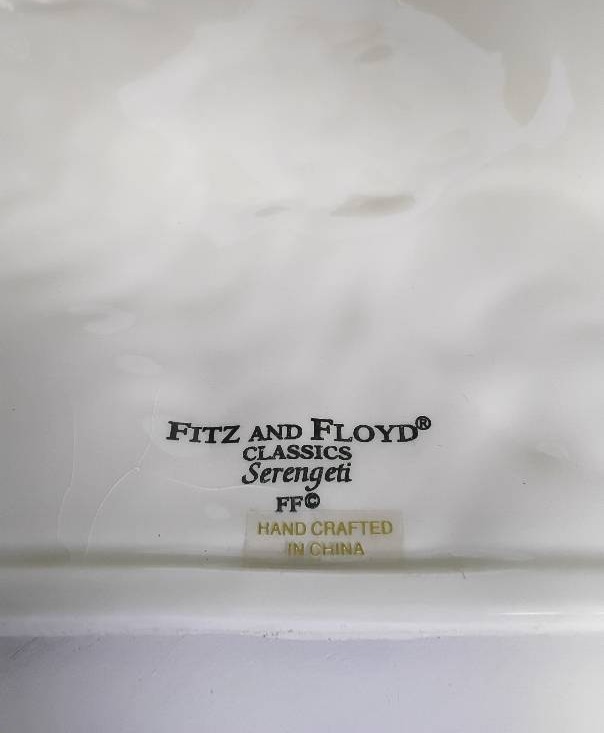 FITZ AND FLOYD®
CLASSICS
Serengeti
FF©
HAND CRAFTED
IN CHINA